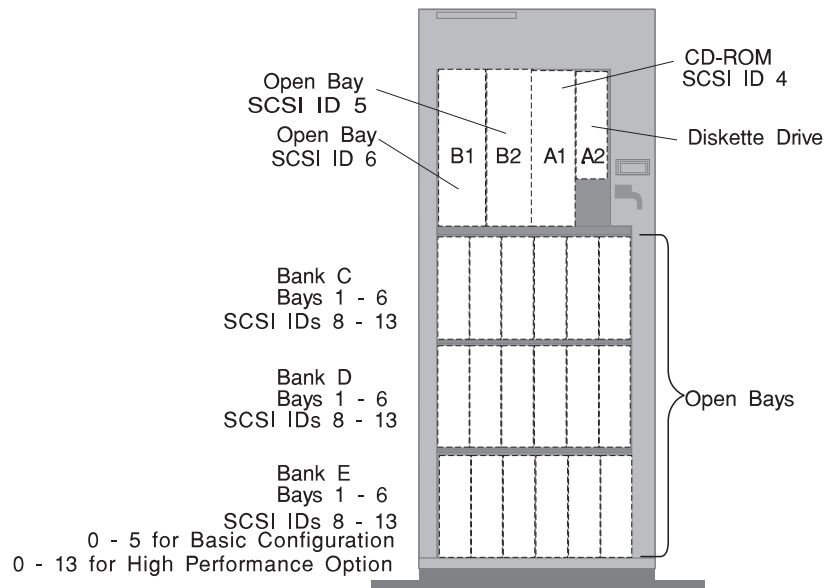 Open Bay
SCSI ID 5
Open Bay
SCSI ID 6
CD-ROM
SCSI ID 4
Diskette Drive
B1 B2 A1 A2
Bank C
Bays 1 - 6
SCSI IDs 8 - 13
Bank D
Bays 1 - 6
SCSI IDs 8 - 13
Open Bays
Bank E
Bays 1 - 6
SCSI IDs 8 - 13
0 - 5 for Basic Configuration
0 - 13 for High Performance Option